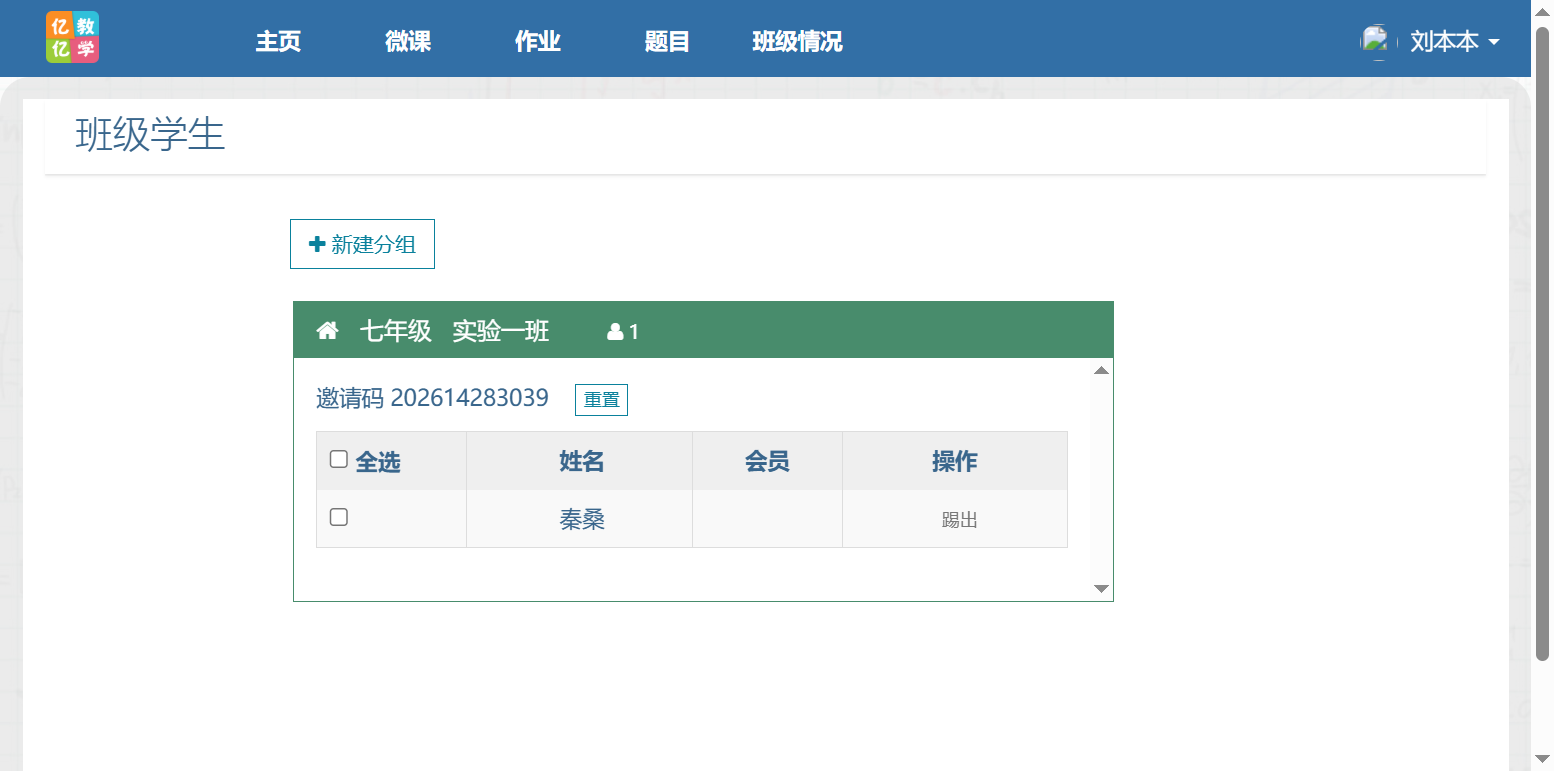 亿 教
亿 学
主页 微课 作业 题目 班级情况 刘本本
班级学生
新建分组
七年级 实验一班 1
邀请码 202614283039 重置
全选 姓名 会员 操作
秦桑 踢出